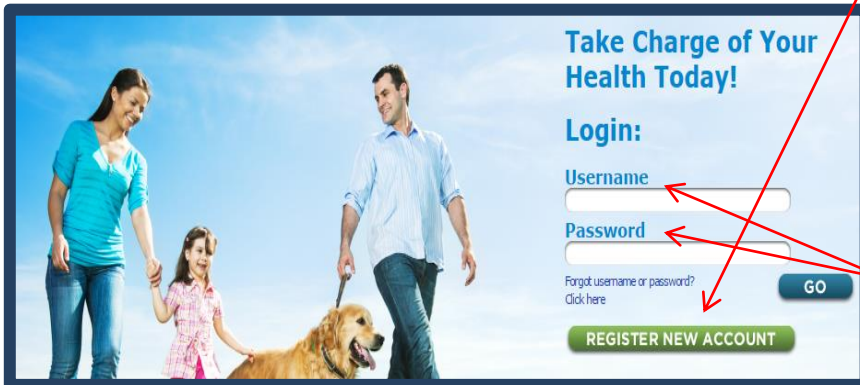 Take Charge of Your
Health Today!
Login:
Username
Password
Forgot username or password?
Click here
GO
REGISTER NEW ACCOUNT